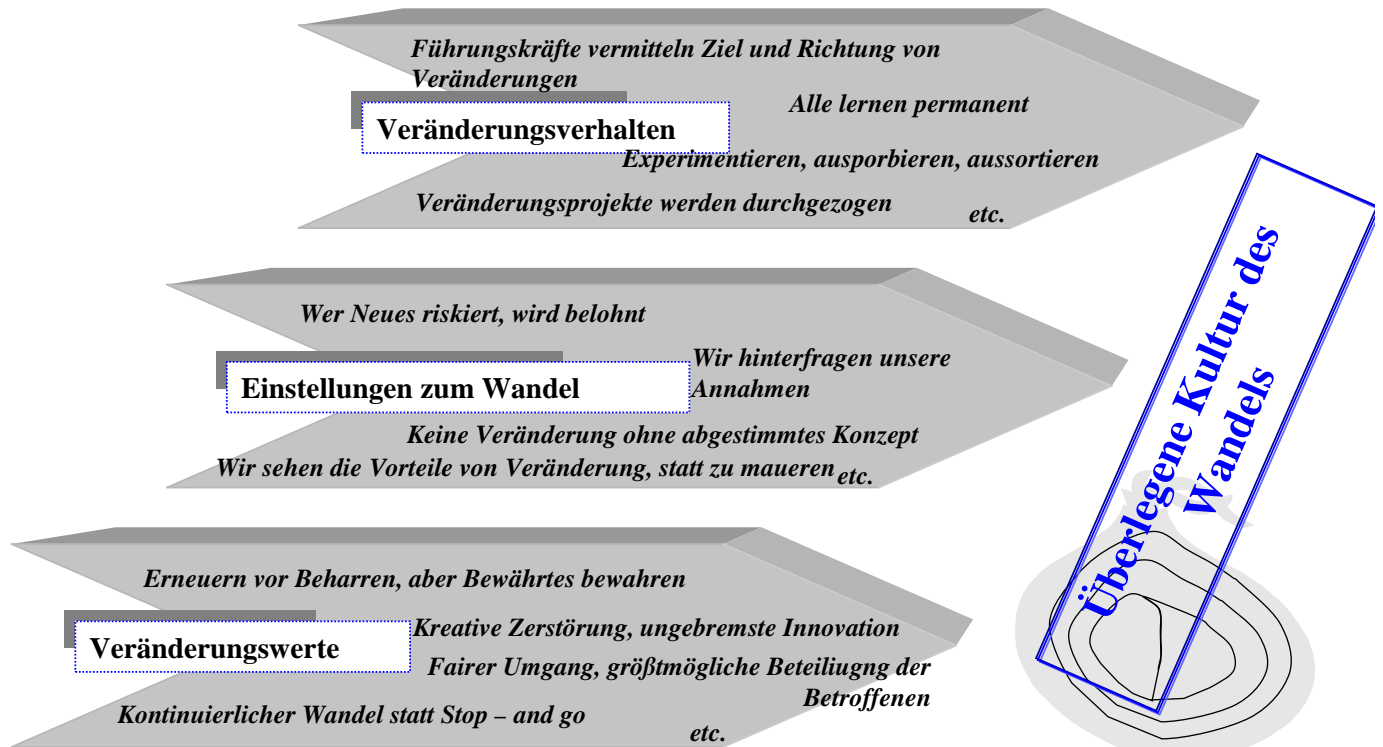 Führungskräfte vermitteln Ziel und Richtung von
Veränderungen
Alle lernen permanent
Veränderungsverhalten
Experimentieren, ausporbieren, aussortieren
Veränderungsprojekte werden durchgezogen
etc.
Wer Neues riskiert, wird belohnt
Wir hinterfragen unsere
Annahmen
Einstellungen zum Wandel
Keine Veränderung ohne abgestimmtes Konzept
Wir sehen die Vorteile von Veränderung, statt zu maueren
etc.
Erneuern vor Beharren, aber Bewährtes bewahren
Kreative Zerstörung, ungebremste Innovation
Veränderungswerte
Fairer Umgang, größtmögliche Beteiliugng der
Betroffenen
Kontinuierlicher Wandel statt Stop – and go
etc.
Überlegene Kultur des
Wandels